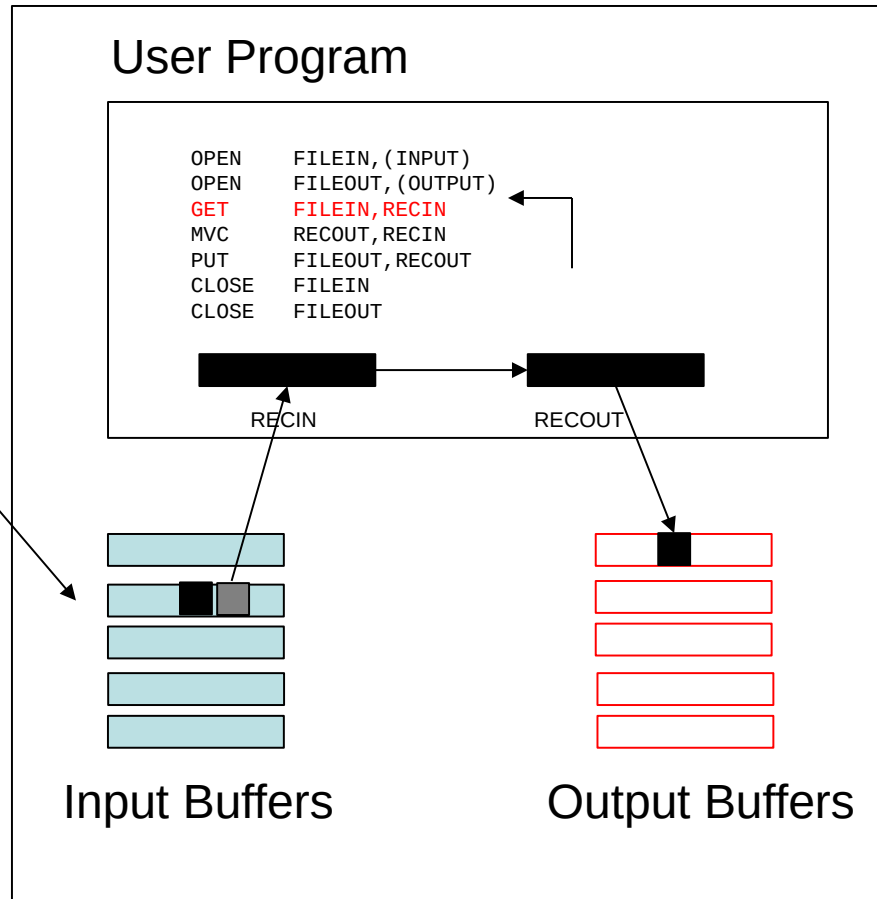 User Program
OPEN FILEIN,(INPUT)
OPEN FILEOUT,(OUTPUT)
GET FILEIN,RECIN
MVC RECOUT,RECIN
PUT FILEOUT,RECOUT
CLOSE FILEIN
CLOSE FILEOUT
RECIN RECOUT
Input Buffers Output Buffers